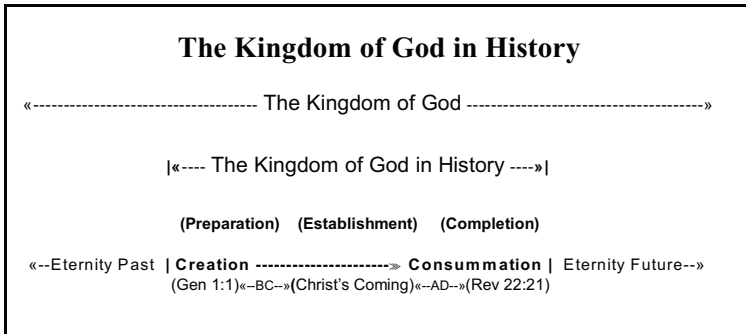 The Kingdom of God in History
«------------------------------------- The Kingdom of God ---------------------------------------»
|«---- The Kingdom of God in History ----»|
(Preparation) (Establishment) (Completion)
«--Eternity Past | Creation ----------------------≫ Consummation | Eternity Future--»
(Gen 1:1)«--BC--»(Christ's Coming)«--AD--»(Rev 22:21)